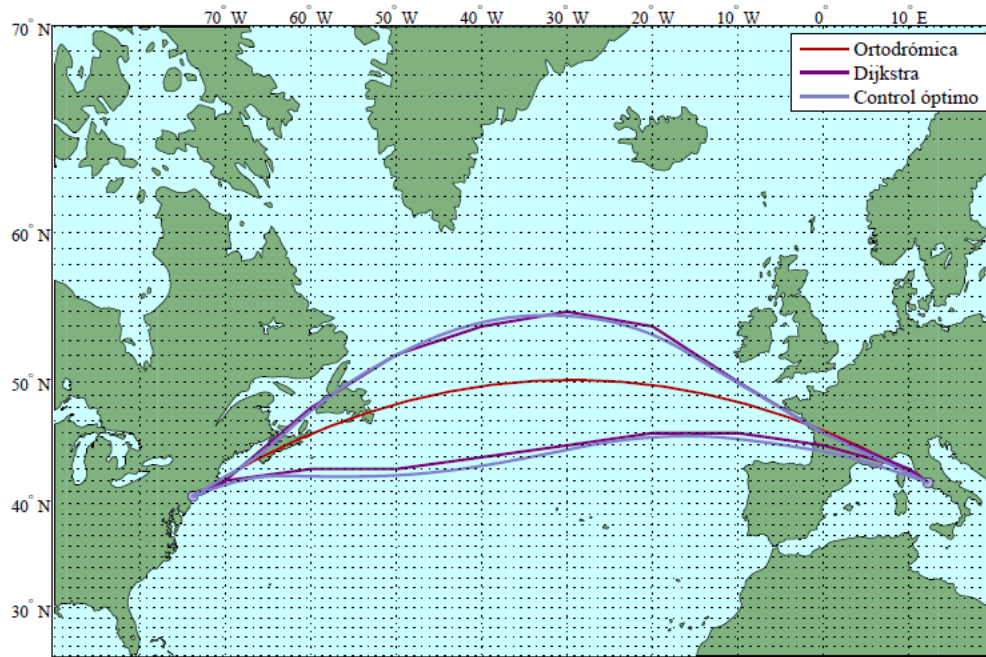 70° W 60° W 50° W 40° W 30° W 20° W 10° W 0° 10° E
70° N
60° N
50° N
40° N
30° N
Ortodrómica
Dijkstra
Control óptimo